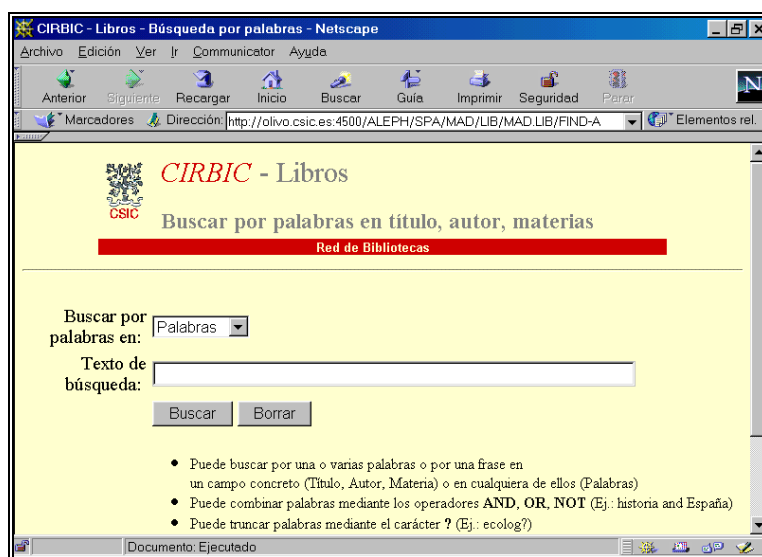 CIRBIC - Libros - Búsqueda por palabras - Netscape
Archivo Edición Ver Ir Communicator Ayuda
Anterior Siguiente Recargar Inicio Buscar Guía Imprimir Seguridad Parar
Marcadores Dirección: http://olivo.csic.es:4500/ALEPH/SPA/MAD/LIB/MAD.LIB/FIND-A Elementos rel.
CSIC
CIRBIC - Libros
Buscar por palabras en título, autor, materias
Red de Bibliotecas
Buscar por
palabras en: Palabras
Texto de
búsqueda:
Buscar Borrar
• Puede buscar por una o varias palabras o por una frase en
un campo concreto (Título, Autor, Materia) o en cualquiera de ellos (Palabras)
• Puede combinar palabras mediante los operadores AND, OR, NOT (Ej.: historia and España)
• Puede truncar palabras mediante el carácter ? (Ej.: ecolog?)
Documento: Ejecutado